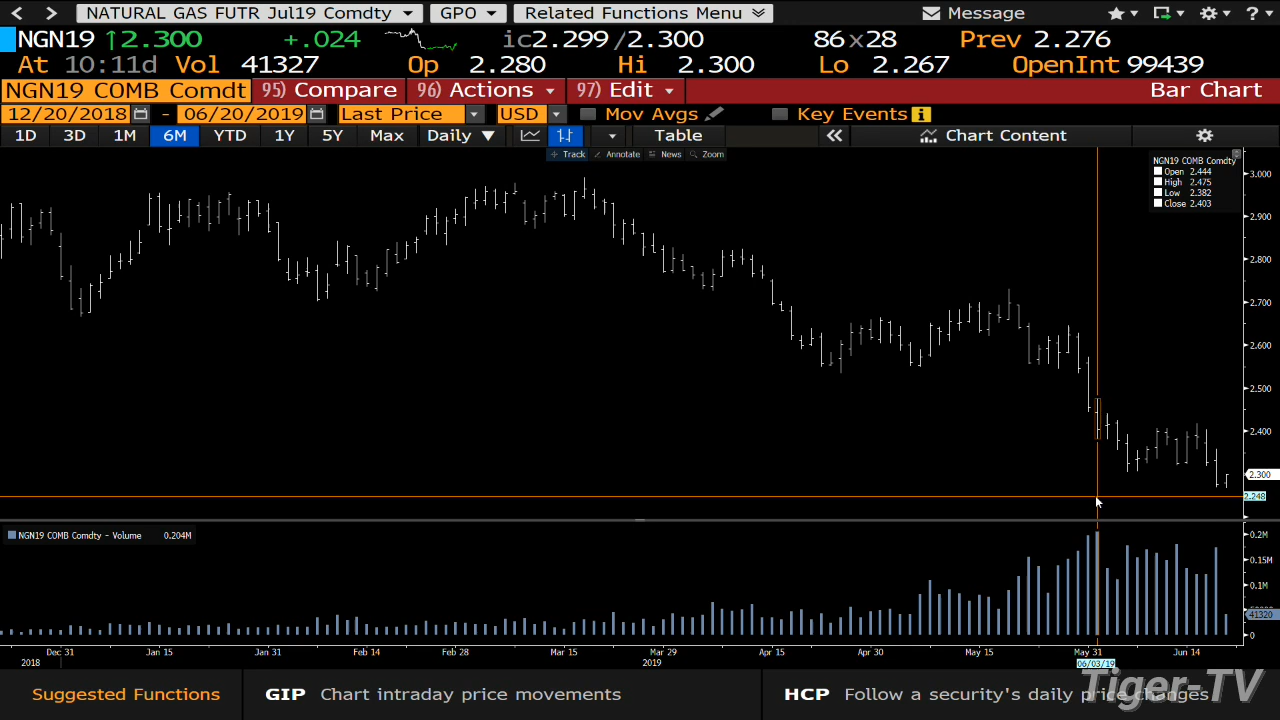 NATURAL GAS FUTR Jul19 Comdty GPO Related Functions Menu Message ?
NGN19 ↑2.300 +.024 ic2.299 /2.300 86x28 Prev 2.276
At 10:11d Vol 41327 Op 2.280 Hi 2.300 Lo 2.267 OpenInt 99439
NGN19 COMB Comdt 95) Compare 96) Actions 97) Edit Bar Chart
12/20/2018 - 06/20/2019 Last Price USD Mov Avgs Key Events i
1D 3D 1M 6M YTD 1Y 5Y Max Daily ▼ Table « Chart Content
Track Annotate News Zoom
NGN19 COMB Comdty
Open 2.444
High 2.475
Low 2.382
Close 2.403
3.000
2.900
2.800
2.700
2.600
2.500
2.400
2.300
2.248
NGN19 COMB Comdty - Volume 0.204M
0.2M
0.15M
0.1M
41320
0
Dec 31 Jan 15 Jan 31 Feb 14 Feb 28 Mar 15 Mar 29 Apr 15 Apr 30 May 15 May 31 Jun 14
2018 2019 06/03/19
Suggested Functions GIP Chart intraday price movements HCP Follow a security's daily price changes
Tiger-TV